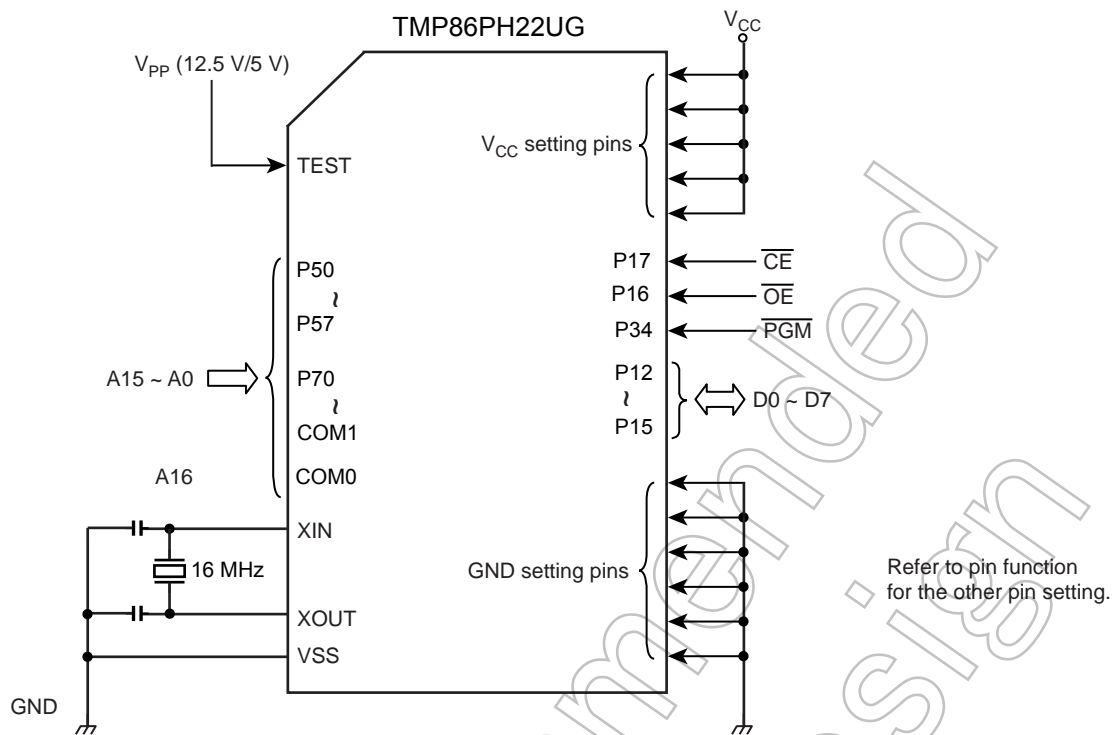 TMP86PH22UG
VCC
VPP (12.5 V/5 V)
VCC setting pins
TEST
P50
~
P57
P70
~
COM1
COM0
A15 ~ A0
A16
XIN
16 MHz
XOUT
VSS
GND
P17
CE
P16
OE
P34
PGM
P12
~
P15
D0 ~ D7
GND setting pins
Refer to pin function
for the other pin setting.
mended
esign